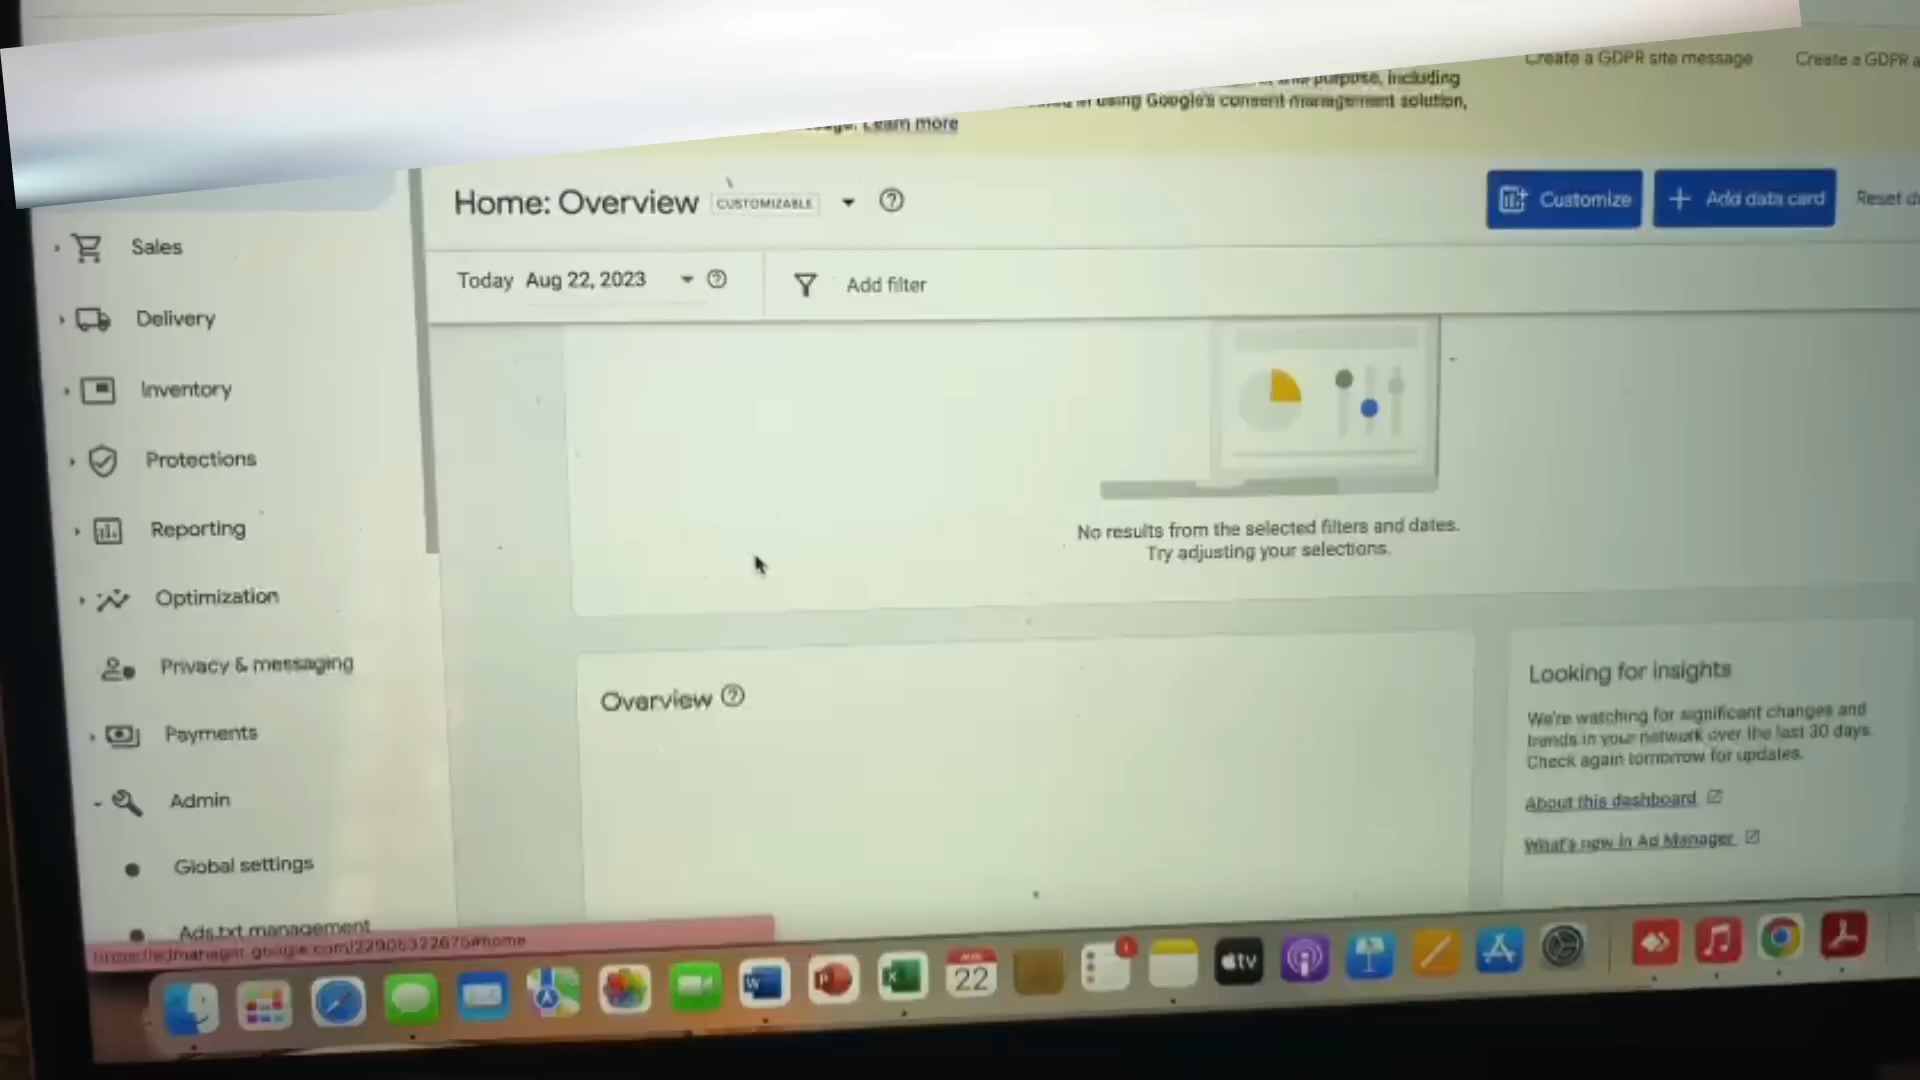 Create a GDPR site message
Create a GDPR
purpose, including
using Google's consent management solution,
Learn more
Home: Overview
CUSTOMIZABLE
Customize
Add data card
Reset
Today Aug 22, 2023
Add filter
Sales
Delivery
Inventory
Protections
Reporting
Optimization
Privacy & messaging
Payments
Admin
Global settings
Ads.txt management
No results from the selected filters and dates.
Try adjusting your selections.
Overview
Looking for insights
We're watching for significant changes and
trends in your network over the last 30 days.
Check again tomorrow for updates.
About this dashboard
What's new in Ad Manager
22
tv